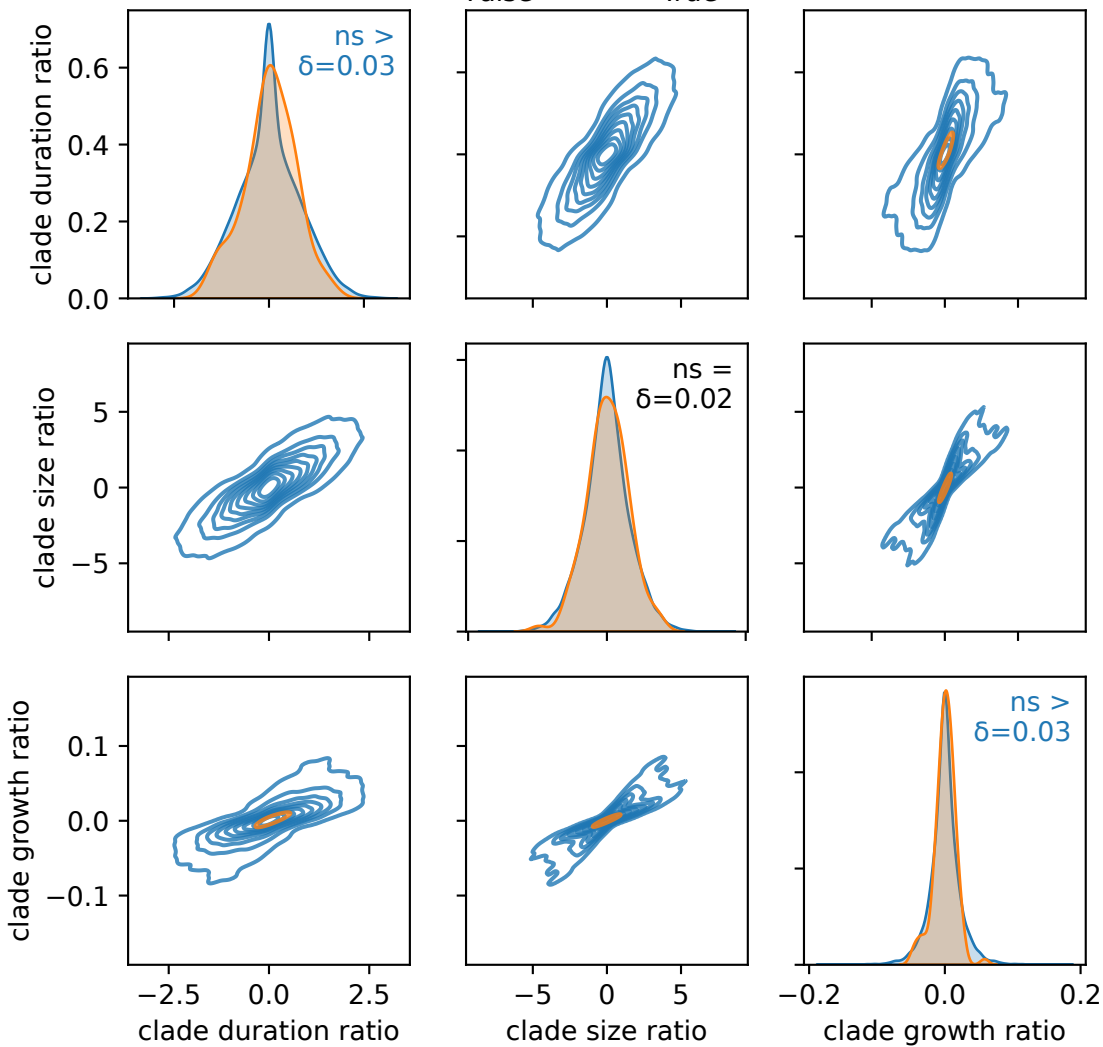 True
clade duration ratio
0.6
0.4
0.2
0.0
ns >
δ=0.03
clade size ratio
5
0
−5
ns =
δ=0.02
clade growth ratio
0.1
0.0
−0.1
ns >
δ=0.03
−2.5 0.0 2.5
−5 0 5
−0.2 0.0 0.2
clade duration ratio
clade size ratio
clade growth ratio